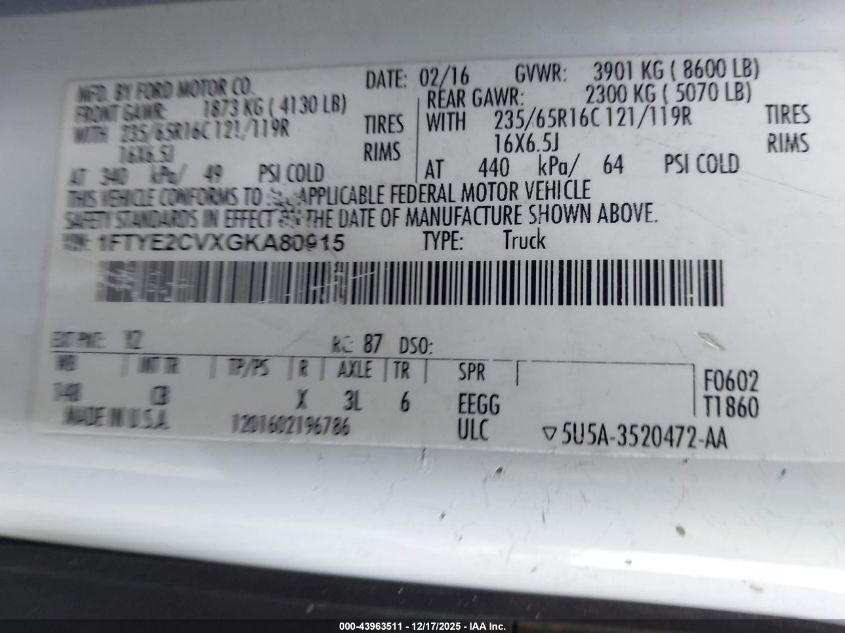 MFD. BY FORD MOTOR CO. DATE: 02/16 GVWR: 3901 KG ( 8600 LB)
FRONT GAWR: 1873 KG ( 4130 LB) REAR GAWR: 2300 KG ( 5070 LB)
WITH 235/65R16C 121/119R TIRES WITH 235/65R16C 121/119R TIRES
16X6.5J RIMS 16X6.5J RIMS
AT 340 kPa/ 49 PSI COLD AT 440 kPa/ 64 PSI COLD
THIS VEHICLE CONFORMS TO APPLICABLE FEDERAL MOTOR VEHICLE
SAFETY STANDARDS IN EFFECT THE DATE OF MANUFACTURE SHOWN ABOVE.
VIN: 1FTYE2CVXGKA80915 TYPE: Truck
EXT PNT: YZ RC: 87 DSO:
WB INT TR TP/PS R AXLE TR SPR
148 CB X 3L 6 EEGG F0602
MADE IN U.S.A. 1201602196786 ULC T1860
▽5U5A-3520472-AA
000-43963511 - 12/17/2025 - IAA Inc.